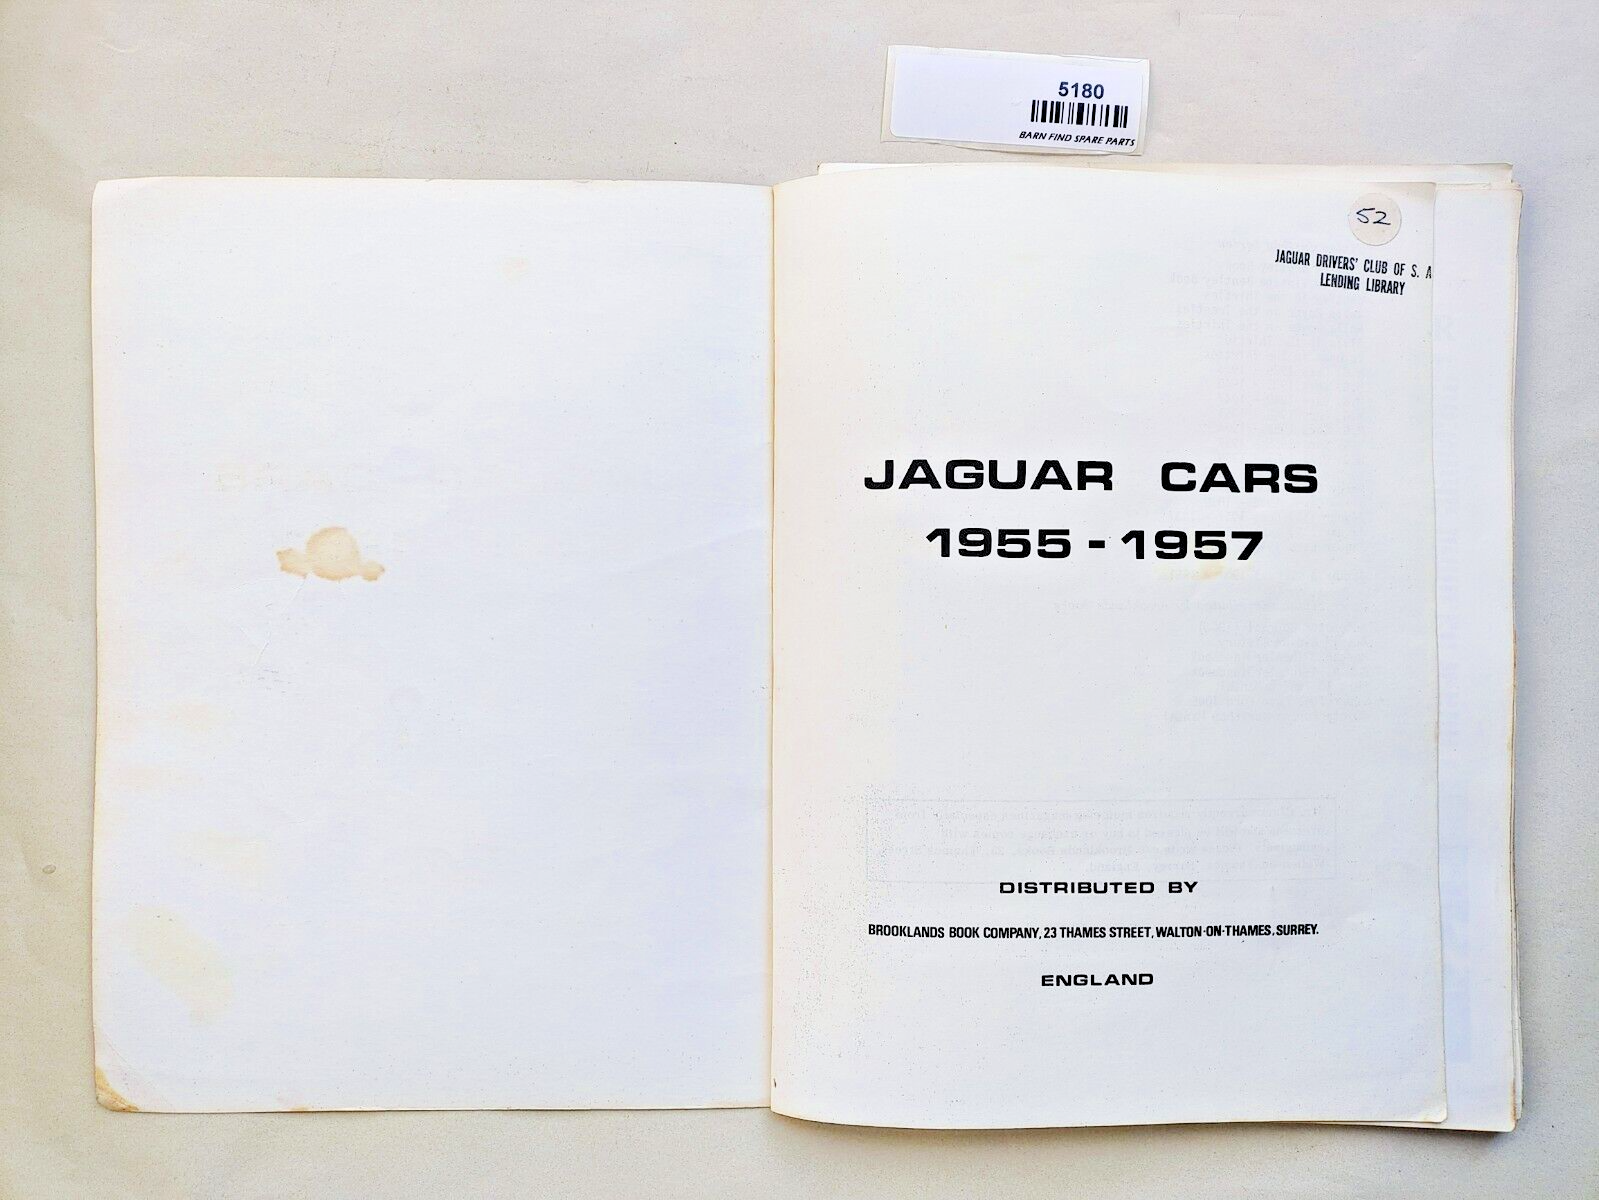 5180
BARN FIND SPARE PARTS
52
JAGUAR DRIVERS' CLUB OF S. A
LENDING LIBRARY
JAGUAR CARS
1955 - 1957
DISTRIBUTED BY
BROOKLANDS BOOK COMPANY, 23 THAMES STREET, WALTON-ON-THAMES, SURREY.
ENGLAND